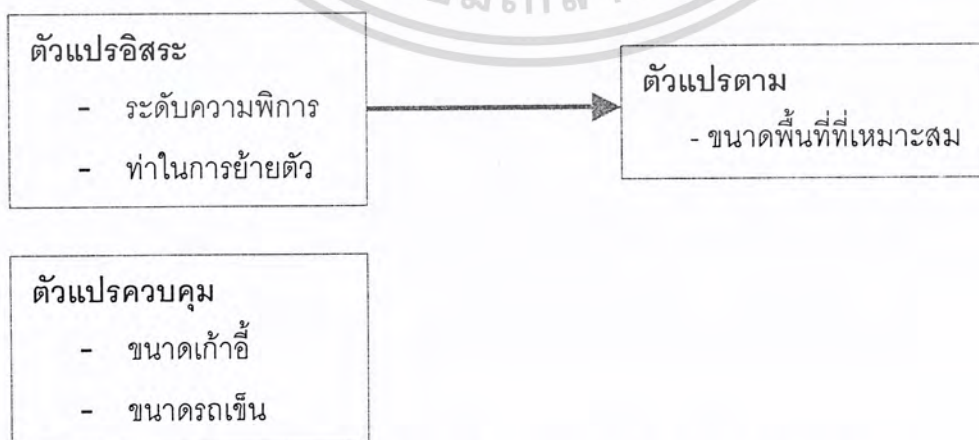 ตัวแปรอิสระ
- ระดับความพิการ
- ท่าในการย้ายตัว
ตัวแปรตาม
- ขนาดพื้นที่ที่เหมาะสม
ตัวแปรควบคุม
- ขนาดเก้าอี้
- ขนาดรถเข็น